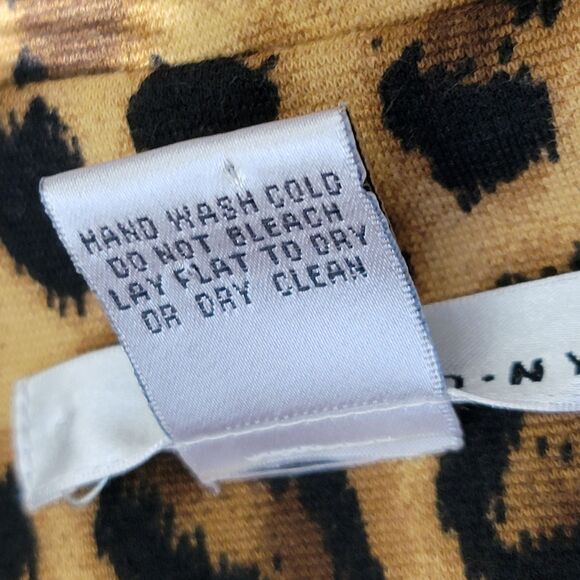 HAND WASH COLD
DO NOT BLEACH
LAY FLAT TO DRY
OR DRY CLEAN